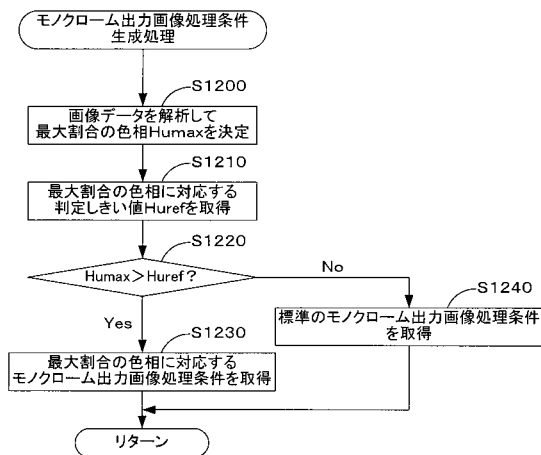 モノクローム出力画像処理条件
生成処理
S1200
画像データを解析して
最大割合の色相Humaxを決定
S1210
最大割合の色相に対応する
判定しきい値Hurefを取得
S1220
Humax＞Huref？
No
Yes
S1240
標準のモノクローム出力画像処理条件
を取得
S1230
最大割合の色相に対応する
モノクローム出力画像処理条件を取得
リターン